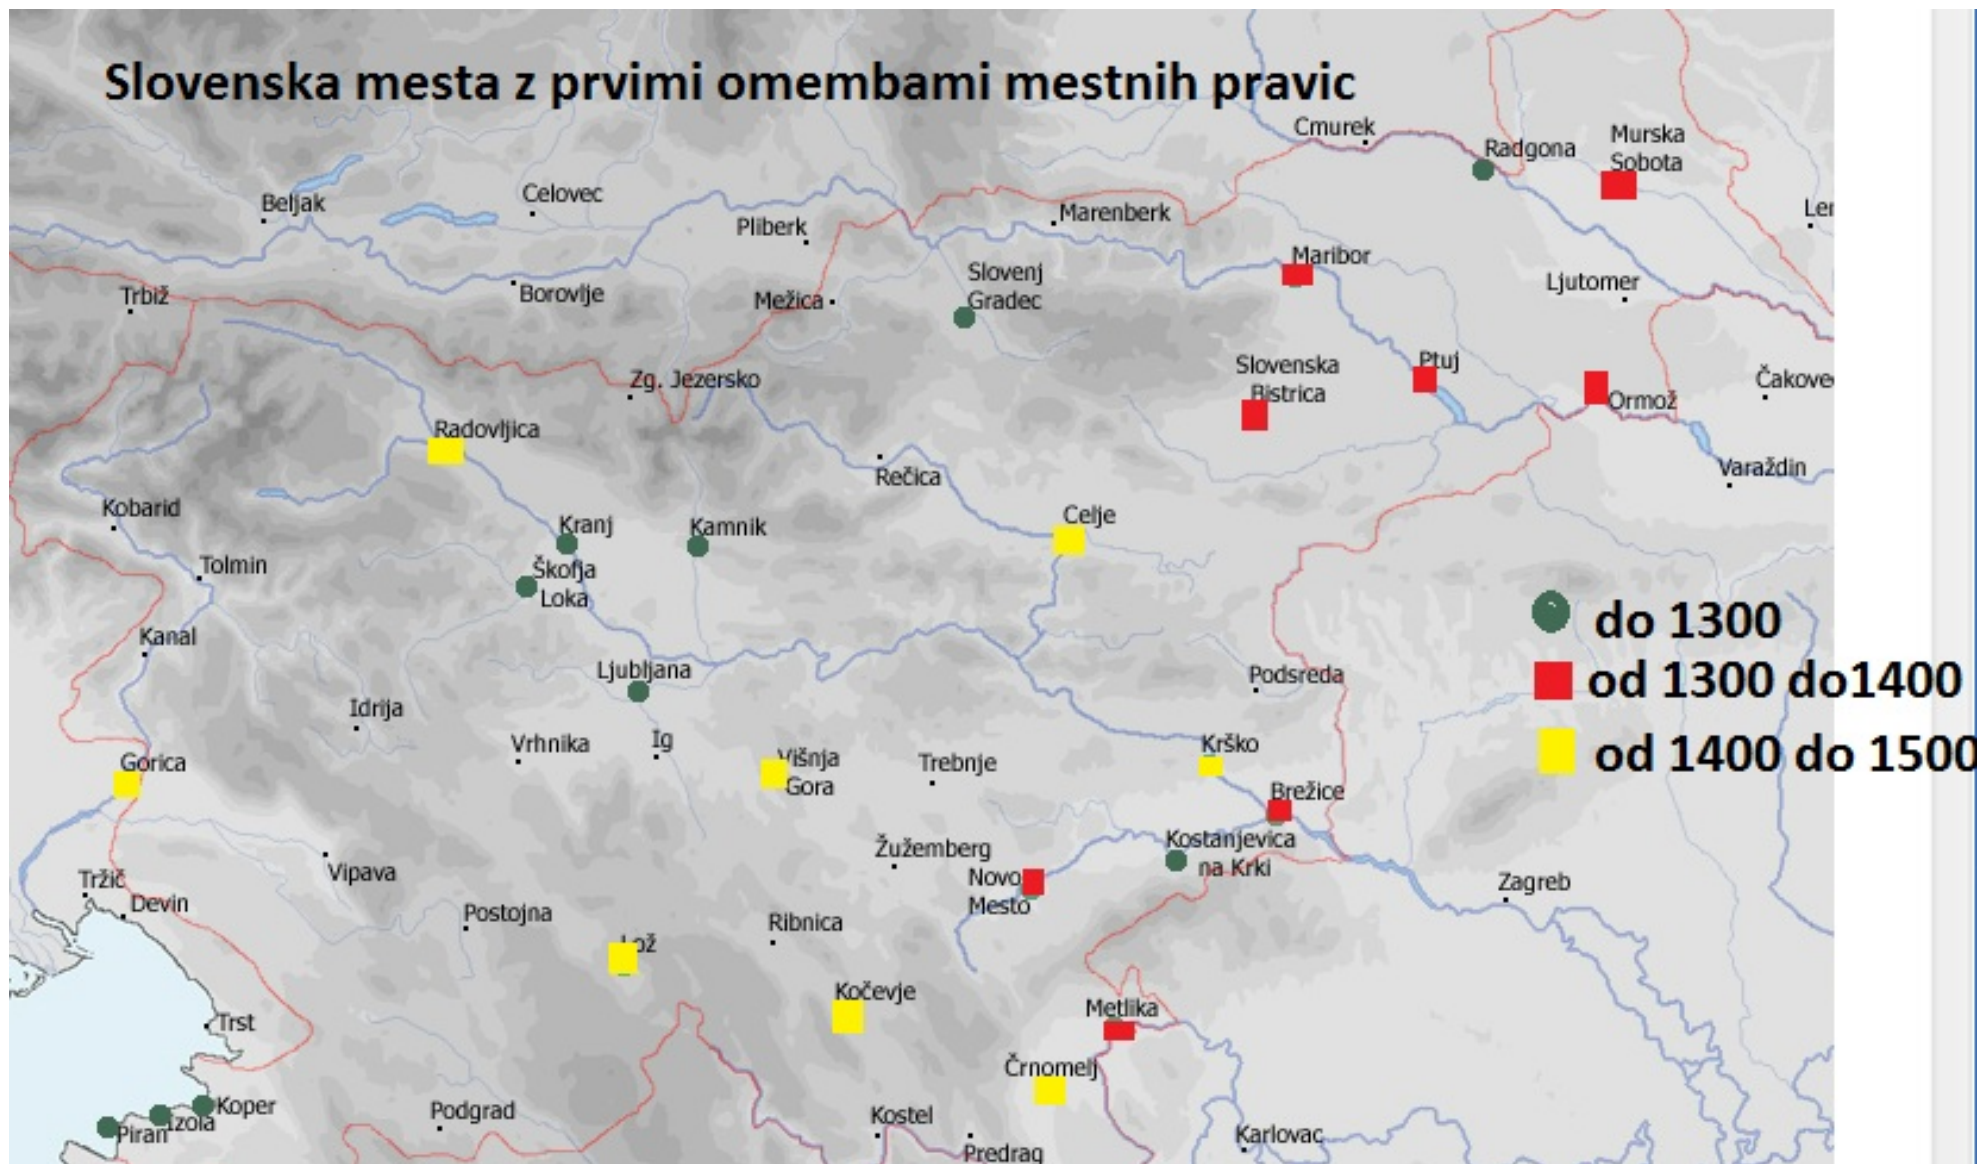 Slovenska mesta z prvimi omembami mestnih pravic
Cmurek
Radgona
Murska
Sobota
Beljak
Celovec
Pliberk
Marenberk
Ler
Maribor
Slovenj
Gradec
Ljutomer
Trbiž
Borovlje
Mežica
Slovenska
Bistrica
Ptuj
Ormož
Čakove
Zg. Jezersko
Radovljica
Rečica
Varaždin
Kobarid
Kranj
Kamnik
Celje
Tolmin
Škofja
Loka
do 1300
Kanal
Ljubljana
Podsreda
od 1300 do1400
Idrija
Vrhnika
Ig
Krško
od 1400 do 1500
Gorica
Višnja
Gora
Trebnje
Brežice
Kostanjevica
na Krki
Žužemberg
Vipava
Tržič
Devin
Novo
Mesto
Zagreb
Postojna
Ribnica
Lož
Kočevje
Metlika
Trst
Črnomelj
Koper
Izola
Piran
Podgrad
Kostel
Predrag
Karlovac